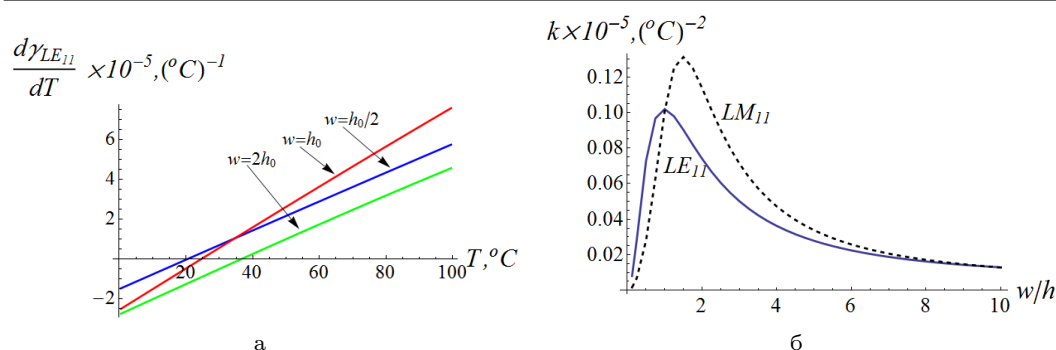 dγ_LE₁₁/dT ×10⁻⁵,(°C)⁻¹
6
4
2
−2
20
40
60
80
100
T,°C
w=h₀/2
w=h₀
w=2h₀
а
k×10⁻⁵,(°C)⁻²
0.12
0.10
0.08
0.06
0.04
0.02
2
4
6
8
10
w/h
LM₁₁
LE₁₁
б